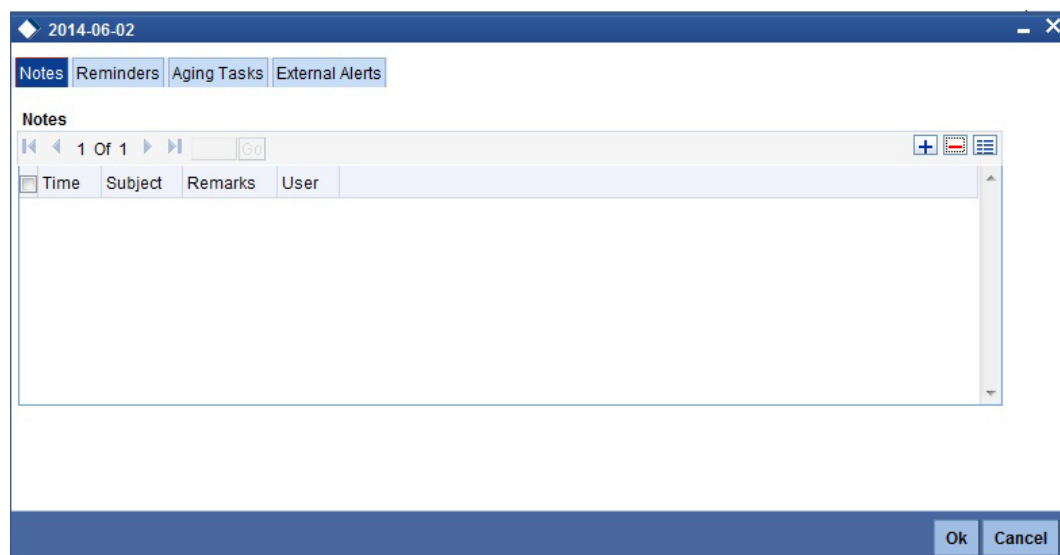 2014-06-02
Notes Reminders Aging Tasks External Alerts
Notes
1 Of 1 Go
Time Subject Remarks User
Ok Cancel